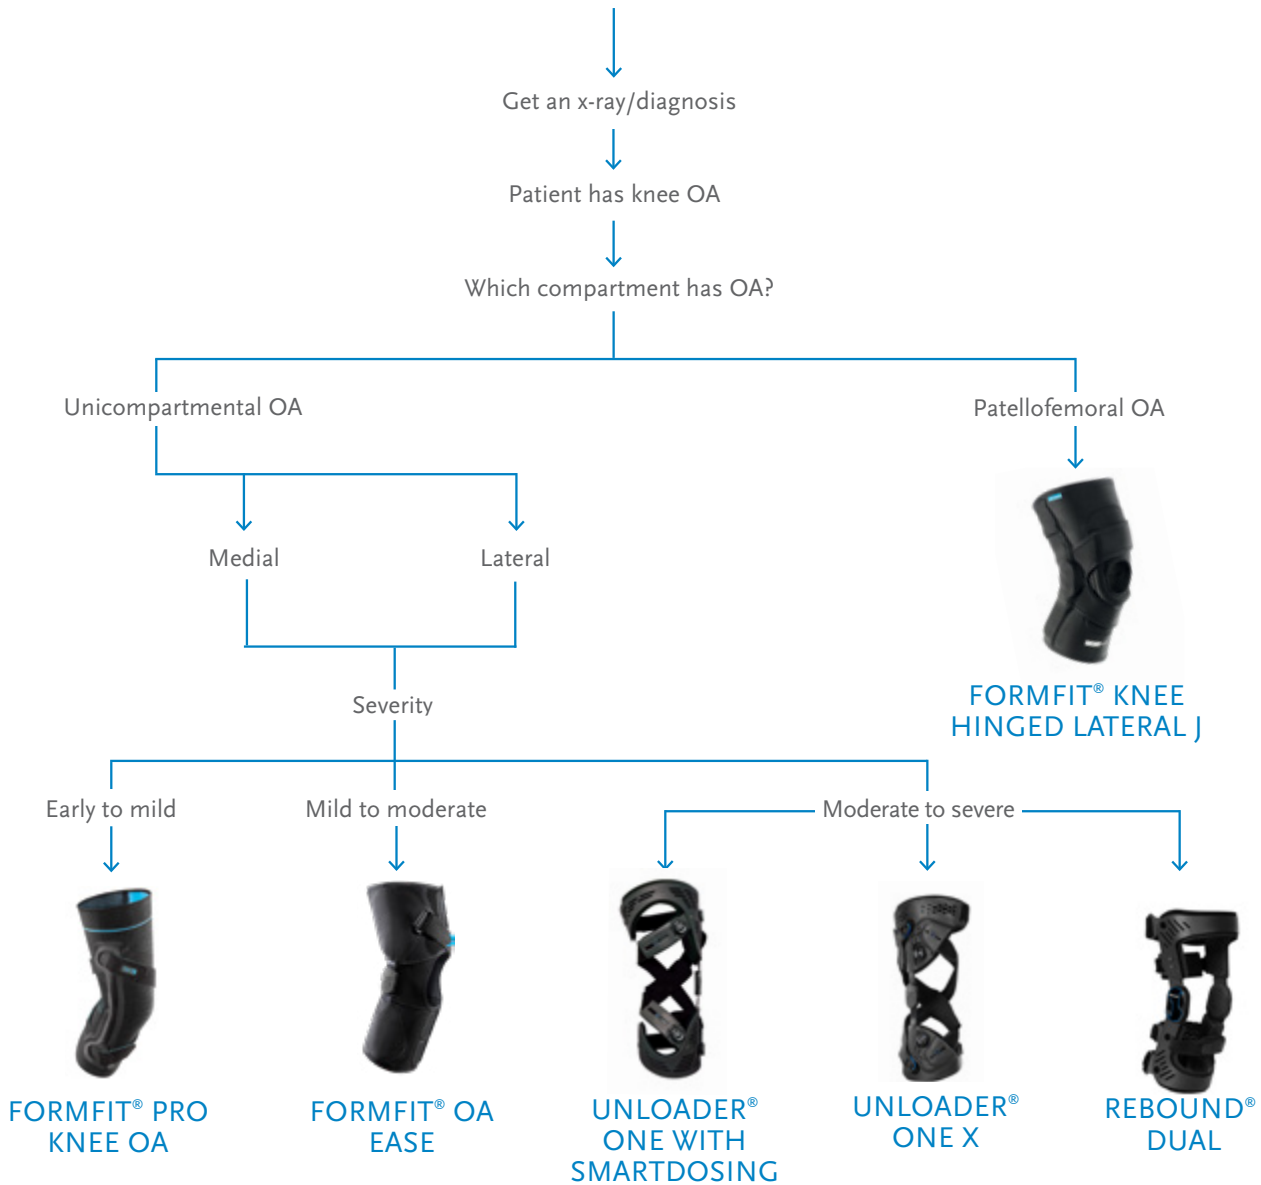 Get an x-ray/diagnosis
Patient has knee OA
Which compartment has OA?
Unicompartmental OA
Patellofemoral OA
Medial
Lateral
FORMFIT® KNEE
HINGED LATERAL J
Severity
Early to mild
Mild to moderate
Moderate to severe
FORMFIT® PRO
KNEE OA
FORMFIT® OA
EASE
UNLOADER®
ONE WITH
SMARTDOSING
UNLOADER®
ONE X
REBOUND®
DUAL